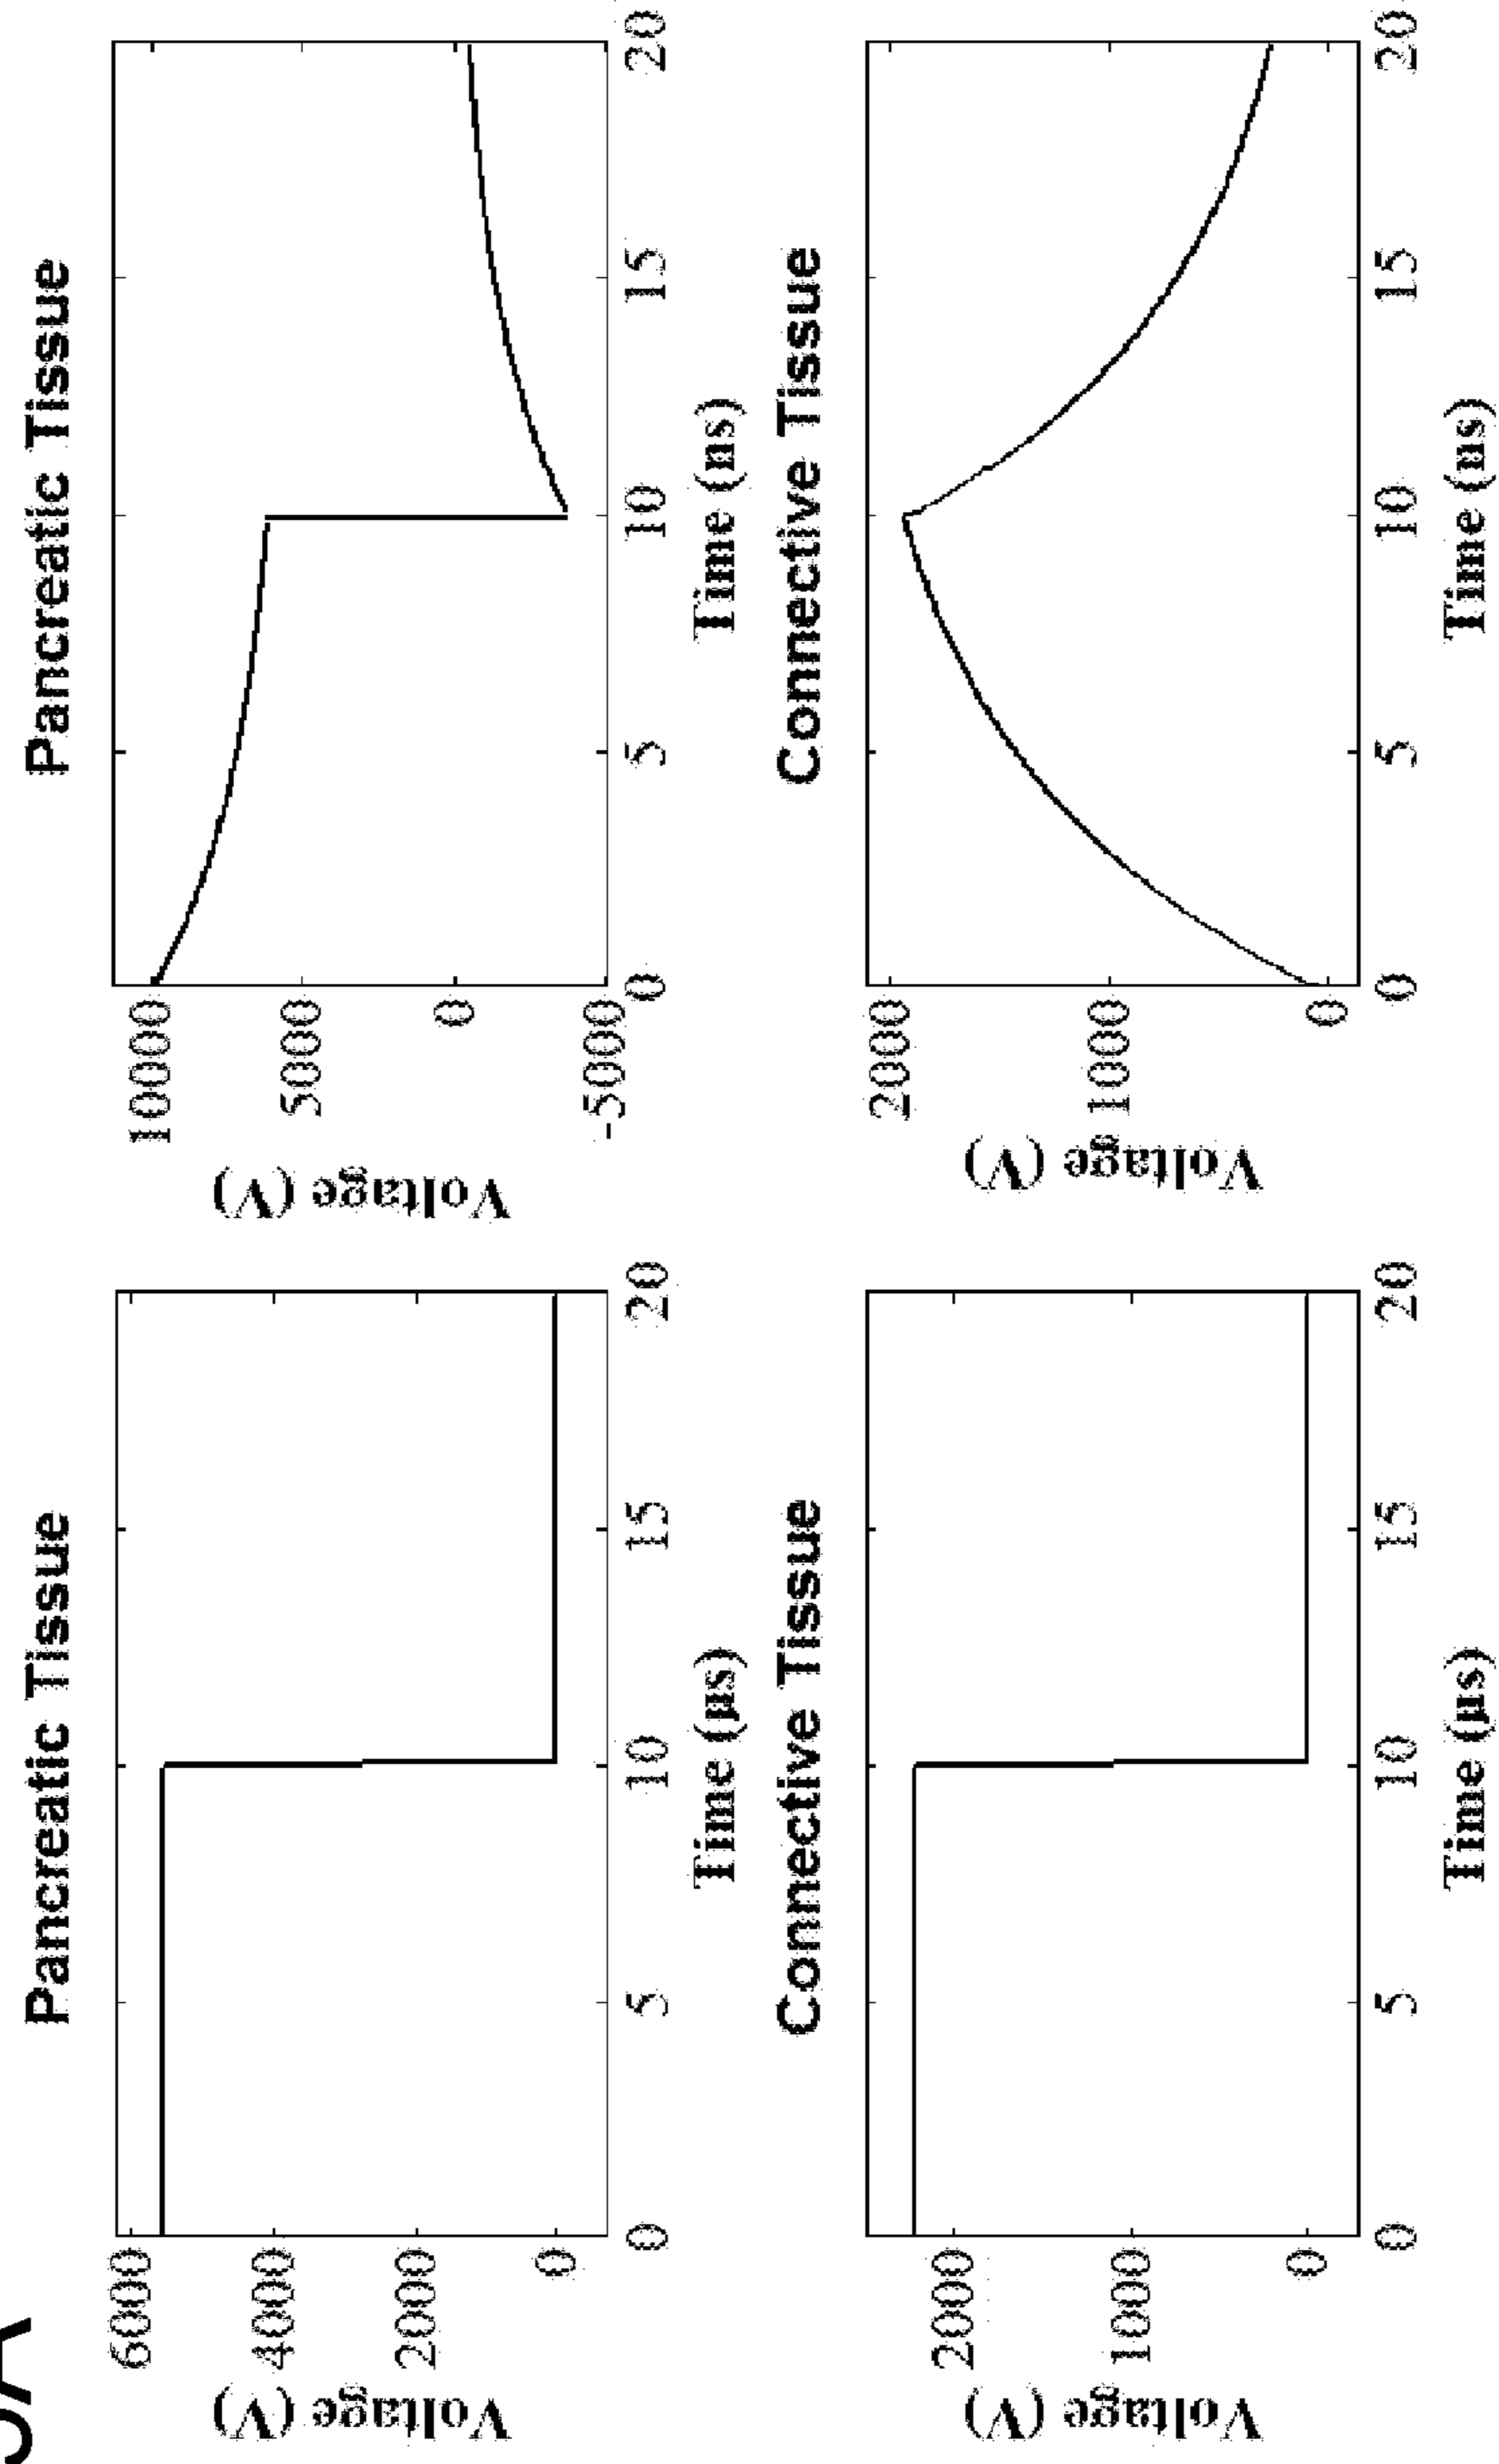 Pancreatic Tissue
Voltage (V)
6000
4000
2000
0
0 5 10 15 20
Time (µs)
Pancreatic Tissue
Voltage (V)
10000
5000
0
-5000
0 5 10 15 20
Time (ns)
Connective Tissue
Voltage (V)
2000
1000
0
0 5 10 15 20
Time (µs)
Connective Tissue
Voltage (V)
2000
1000
0
0 5 10 15 20
Time (ns)